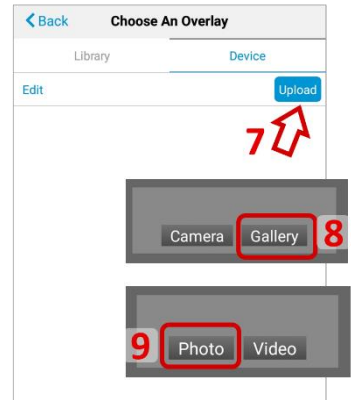 Back Choose An Overlay
Library Device
Edit Upload
7
Camera Gallery 8
9 Photo Video